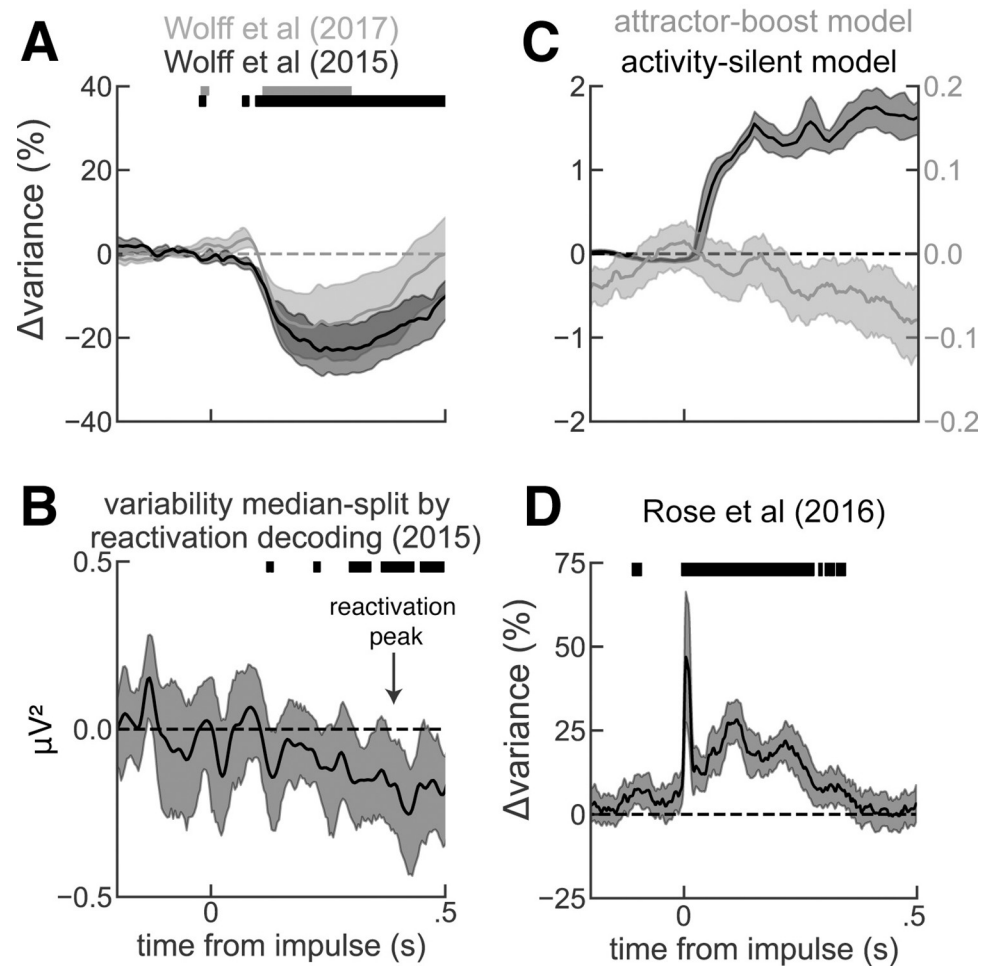 A
Wolff et al (2017)
Wolff et al (2015)
Δvariance (%)
40
20
0
−20
−40
C
attractor-boost model
activity-silent model
2
1
0
−1
−2
0.2
0.1
0.0
−0.1
−0.2
B
variability median-split by
reactivation decoding (2015)
reactivation
peak
μV²
0.5
0.0
−0.5
0
.5
time from impulse (s)
D
Rose et al (2016)
Δvariance (%)
75
50
25
0
−25
0
.5
time from impulse (s)